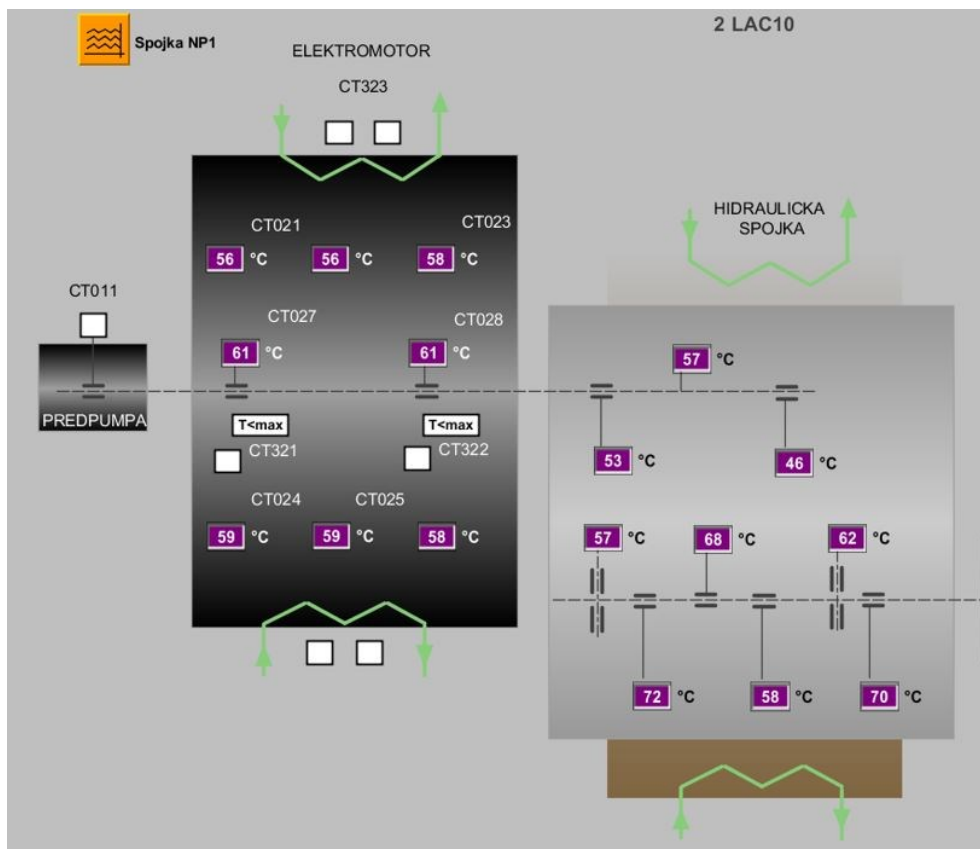 2 LAC10
Spojka NP1
ELEKTROMOTOR
CT323
HIDRAULICKA
SPOJKA
CT021
CT023
56 °C
56 °C
58 °C
CT011
CT027
CT028
61 °C
61 °C
57 °C
PREDPUMPA
T<max
T<max
CT321
CT322
53 °C
46 °C
CT024
CT025
59 °C
59 °C
58 °C
57 °C
68 °C
62 °C
72 °C
58 °C
70 °C